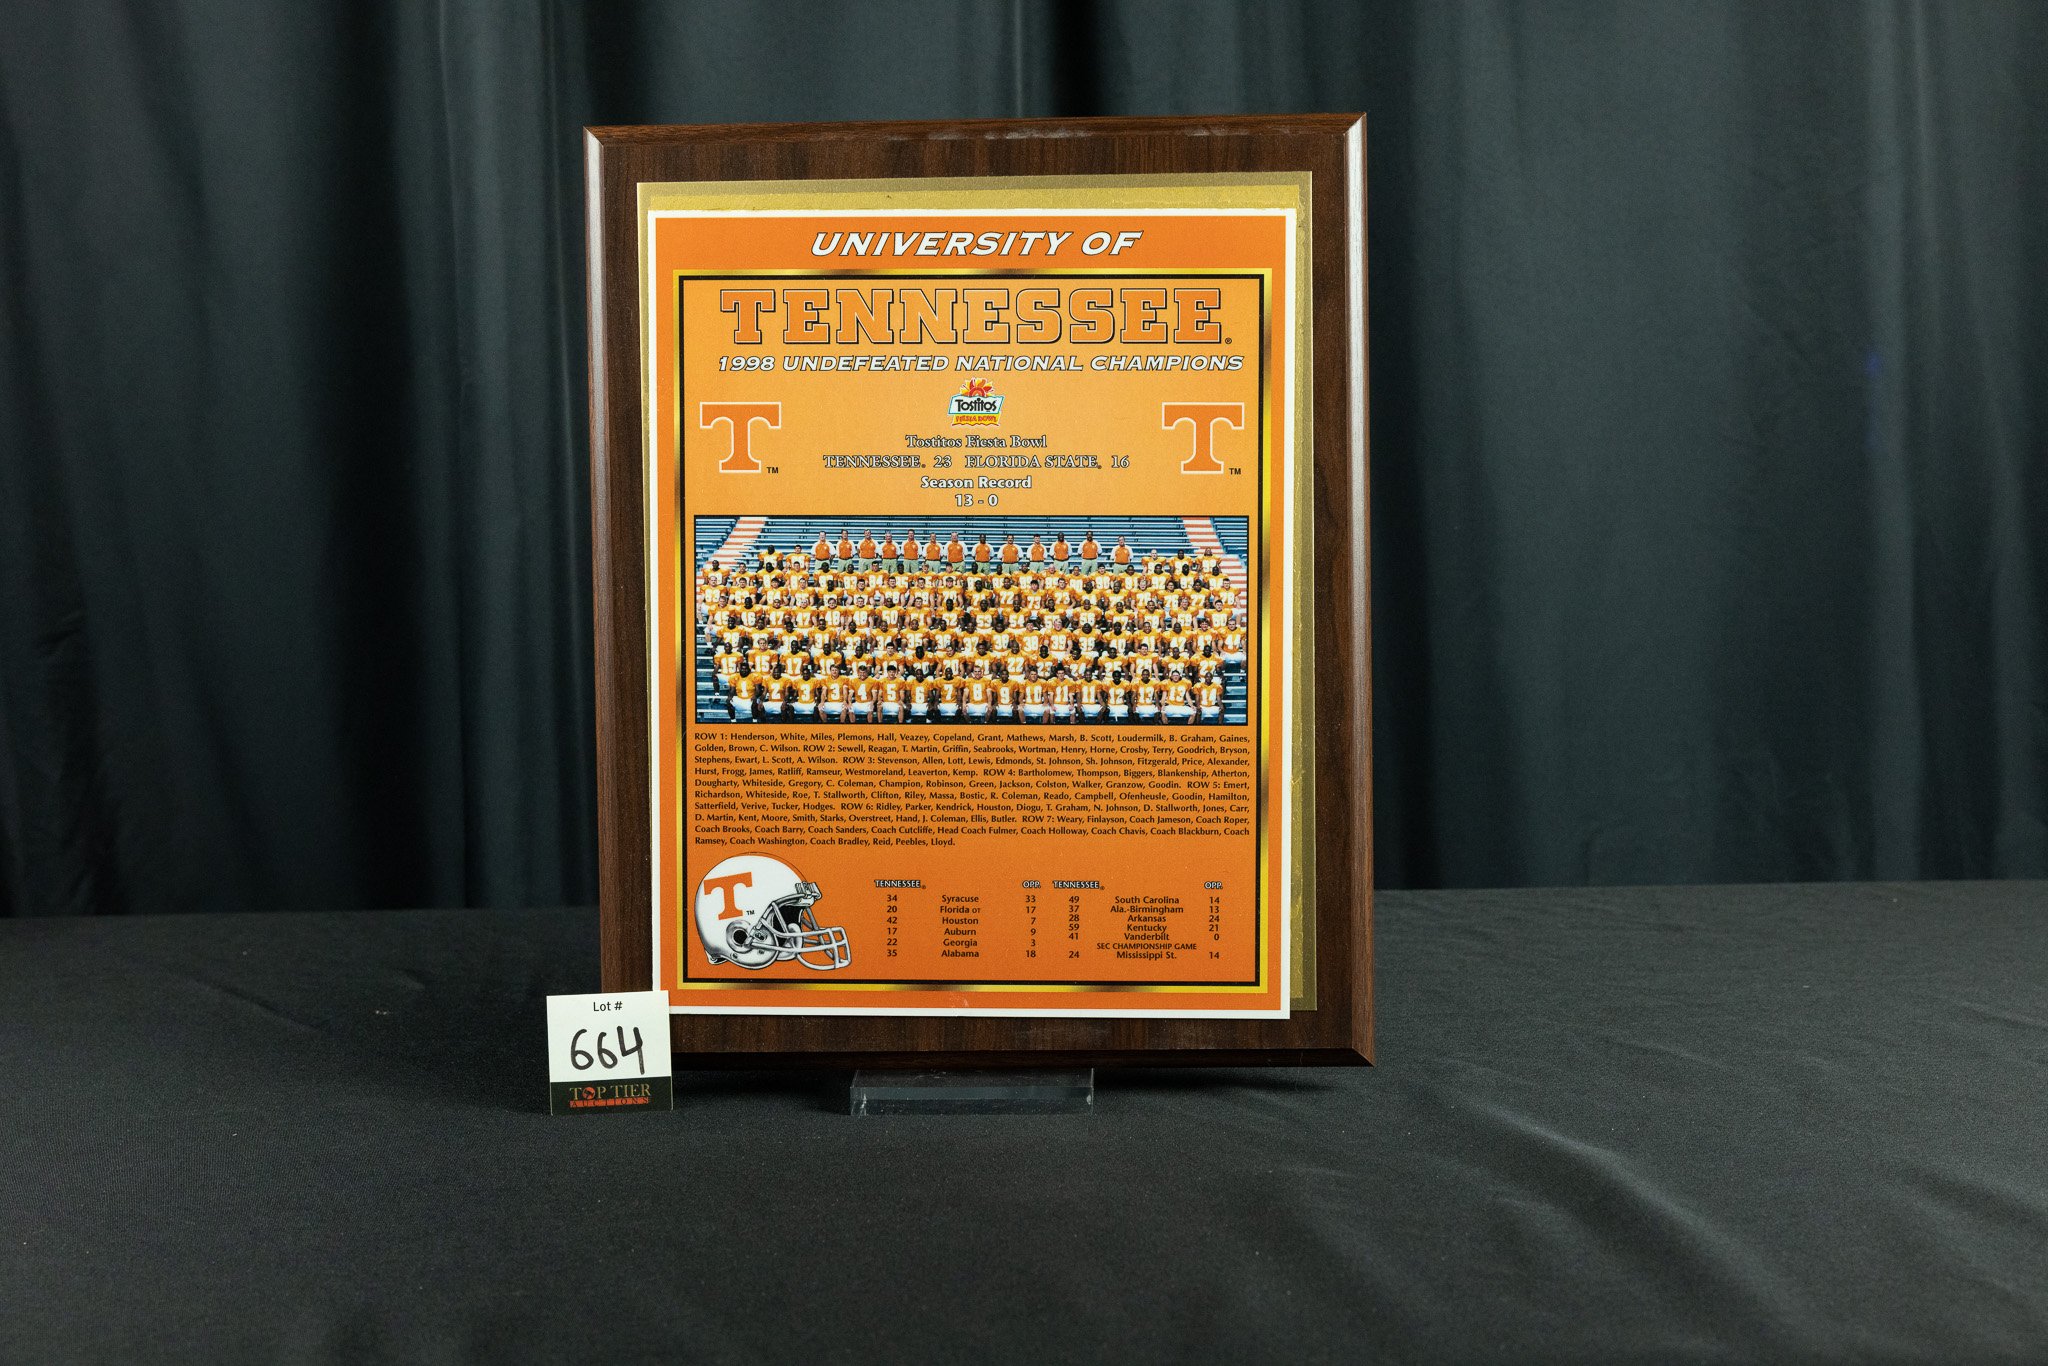 UNIVERSITY OF
TENNESSEE®
1998 UNDEFEATED NATIONAL CHAMPIONS
Tostitos
FIESTA BOWL
T TM
T TM
Tostitos Fiesta Bowl
TENNESSEE® 23 FLORIDA STATE® 16
Season Record
13 - 0
ROW 1: Henderson, White, Miles, Plemons, Hall, Veazey, Copeland, Grant, Mathews, Marsh, B. Scott, Loudermilk, B. Graham, Gaines,
Golden, Brown, C. Wilson. ROW 2: Sewell, Reagan, T. Martin, Griffin, Seabrooks, Wortman, Henry, Horne, Crosby, Terry, Goodrich, Bryson,
Stephens, Ewart, L. Scott, A. Wilson. ROW 3: Stevenson, Allen, Lott, Lewis, Edmonds, St. Johnson, Sh. Johnson, Fitzgerald, Price, Alexander,
Hurst, Frogg, James, Ratliff, Ramseur, Westmoreland, Leaverton, Kemp. ROW 4: Bartholomew, Thompson, Biggers, Blankenship, Atherton,
Dougharty, Whiteside, Gregory, C. Coleman, Champion, Robinson, Green, Jackson, Colston, Walker, Granzow, Goodin. ROW 5: Emert,
Richardson, Whiteside, Roe, T. Stallworth, Clifton, Riley, Massa, Bostic, R. Coleman, Reado, Campbell, Ofenheusle, Goodin, Hamilton,
Satterfield, Verive, Tucker, Hodges. ROW 6: Ridley, Parker, Kendrick, Houston, Diogu, T. Graham, N. Johnson, D. Stallworth, Jones, Carr,
D. Martin, Kent, Moore, Smith, Starks, Overstreet, Hand, J. Coleman, Ellis, Butler. ROW 7: Weary, Finlayson, Coach Jameson, Coach Roper,
Coach Brooks, Coach Barry, Coach Sanders, Coach Cutcliffe, Head Coach Fulmer, Coach Holloway, Coach Chavis, Coach Blackburn, Coach
Ramsey, Coach Washington, Coach Bradley, Reid, Peebles, Lloyd.
T TM
TENNESSEE® OPP.
34 Syracuse 33
20 Florida OT 17
42 Houston 7
17 Auburn 9
22 Georgia 3
35 Alabama 18
TENNESSEE® OPP.
49 South Carolina 14
37 Ala.-Birmingham 13
28 Arkansas 24
59 Kentucky 21
41 Vanderbilt 0
SEC CHAMPIONSHIP GAME
24 Mississippi St. 14
Lot #
664
TOP TIER
AUCTIONS